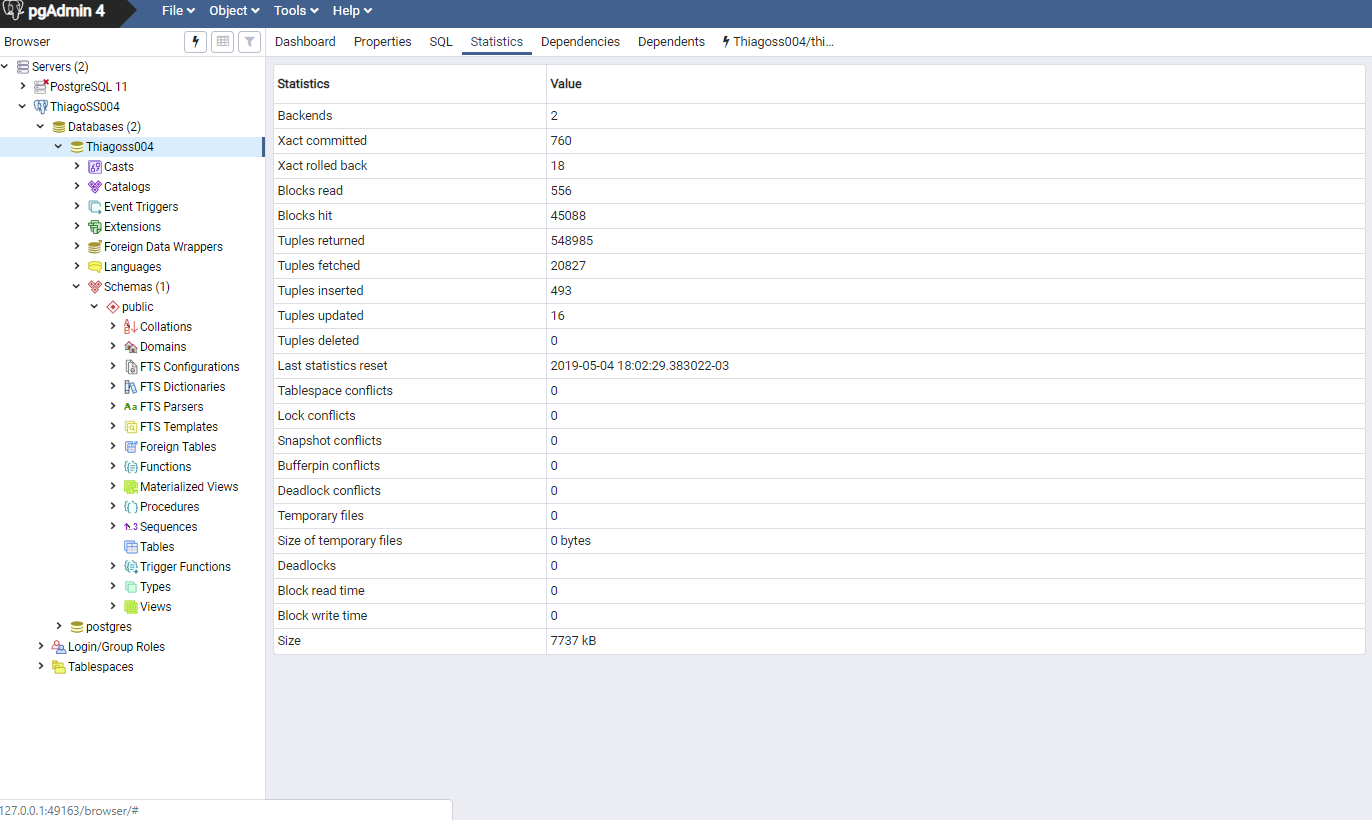 pgAdmin 4 File Object Tools Help
Browser
Dashboard Properties SQL Statistics Dependencies Dependents Thiagoss004/thi...
Servers (2)
PostgreSQL 11
ThiagoSS004
Databases (2)
Thiagoss004
Casts
Catalogs
Event Triggers
Extensions
Foreign Data Wrappers
Languages
Schemas (1)
public
Collations
Domains
FTS Configurations
FTS Dictionaries
Aa FTS Parsers
FTS Templates
Foreign Tables
Functions
Materialized Views
Procedures
1..3 Sequences
Tables
Trigger Functions
Types
Views
postgres
Login/Group Roles
Tablespaces
Statistics Value
Backends 2
Xact committed 760
Xact rolled back 18
Blocks read 556
Blocks hit 45088
Tuples returned 548985
Tuples fetched 20827
Tuples inserted 493
Tuples updated 16
Tuples deleted 0
Last statistics reset 2019-05-04 18:02:29.383022-03
Tablespace conflicts 0
Lock conflicts 0
Snapshot conflicts 0
Bufferpin conflicts 0
Deadlock conflicts 0
Temporary files 0
Size of temporary files 0 bytes
Deadlocks 0
Block read time 0
Block write time 0
Size 7737 kB
127.0.0.1:49163/browser/#